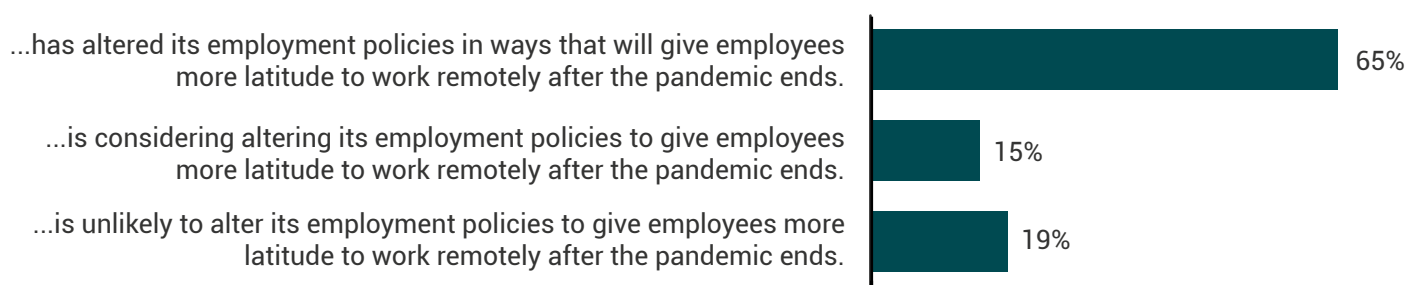 ...has altered its employment policies in ways that will give employees
more latitude to work remotely after the pandemic ends.
65%
...is considering altering its employment policies to give employees
more latitude to work remotely after the pandemic ends.
15%
...is unlikely to alter its employment policies to give employees more
latitude to work remotely after the pandemic ends.
19%